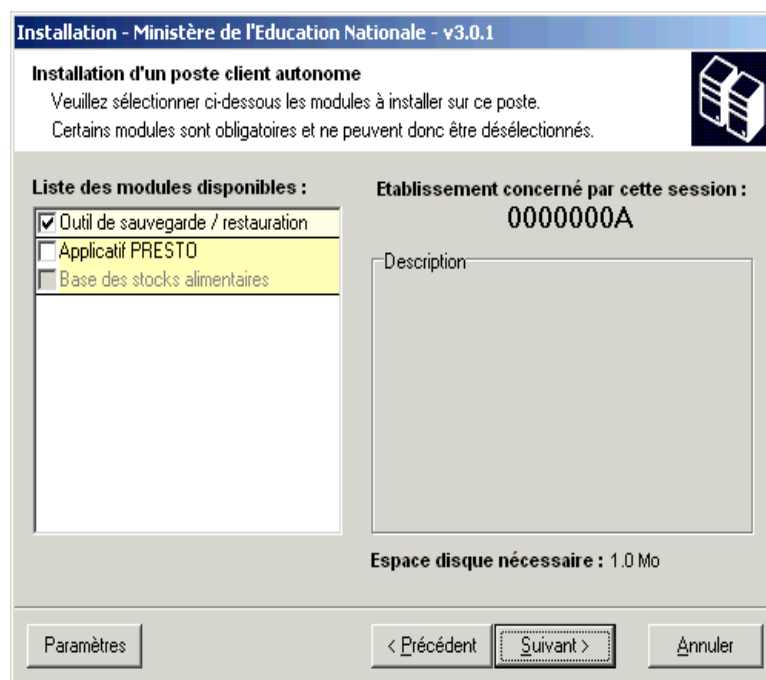 Installation - Ministère de l'Education Nationale - v3.0.1
Installation d'un poste client autonome
Veuillez sélectionner ci-dessous les modules à installer sur ce poste.
Certains modules sont obligatoires et ne peuvent donc être désélectionnés.
Liste des modules disponibles :
Outil de sauvegarde / restauration
Applicatif PRESTO
Base des stocks alimentaires
Etablissement concerné par cette session :
0000000A
Description
Espace disque nécessaire : 1.0 Mo
Paramètres
< Précédent
Suivant >
Annuler